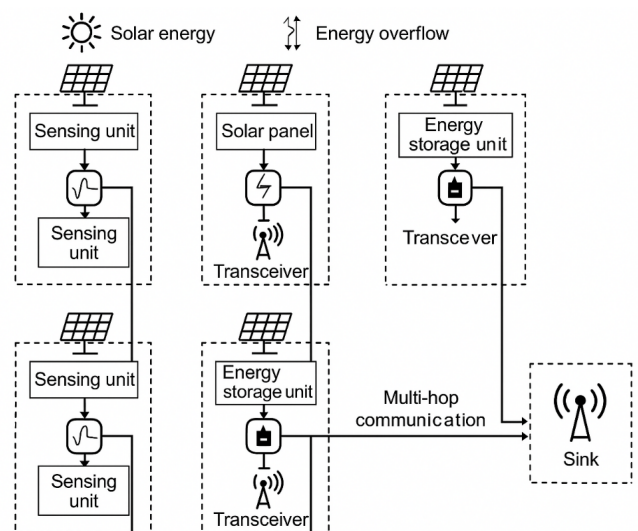 Solar energy
Energy overflow
Sensing unit
Sensing
unit
Solar panel
Transceiver
Energy
storage unit
Transcever
Sensing unit
Sensing
unit
Energy
storage unit
Transceiver
Multi-hop
communication
Sink